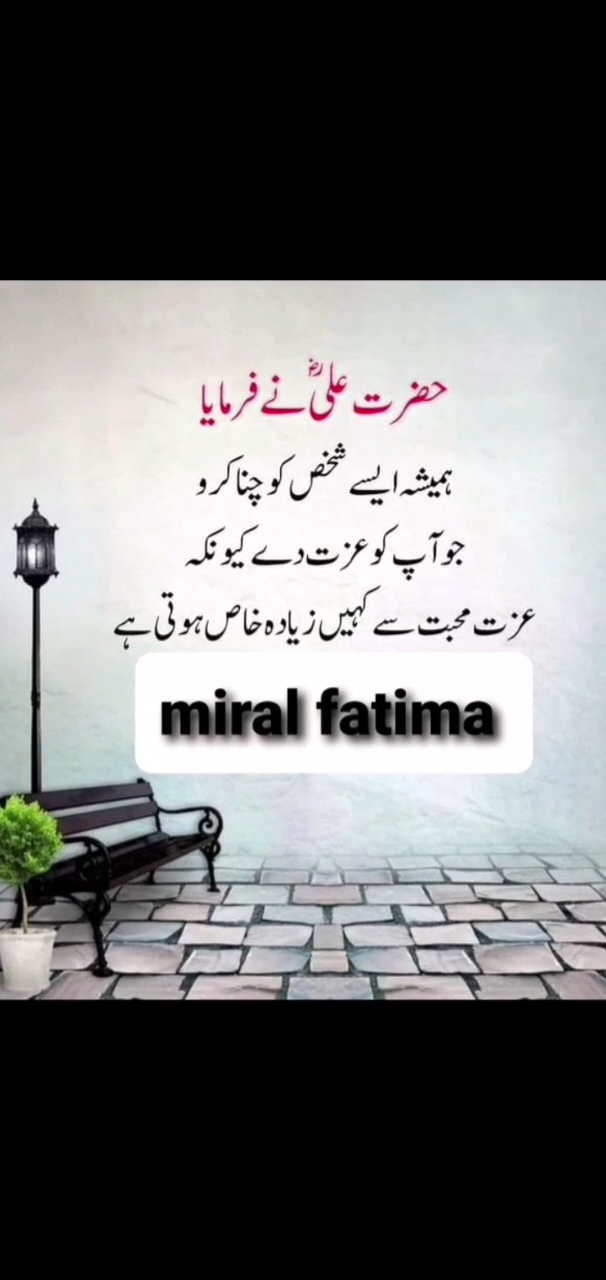 حضرت علیؓ نے فرمایا
ہمیشہ ایسے شخص کو چنا کرو
جو آپ کو عزت دے کیونکہ
عزت محبت سے کہیں زیادہ خاص ہوتی ہے
miral fatima